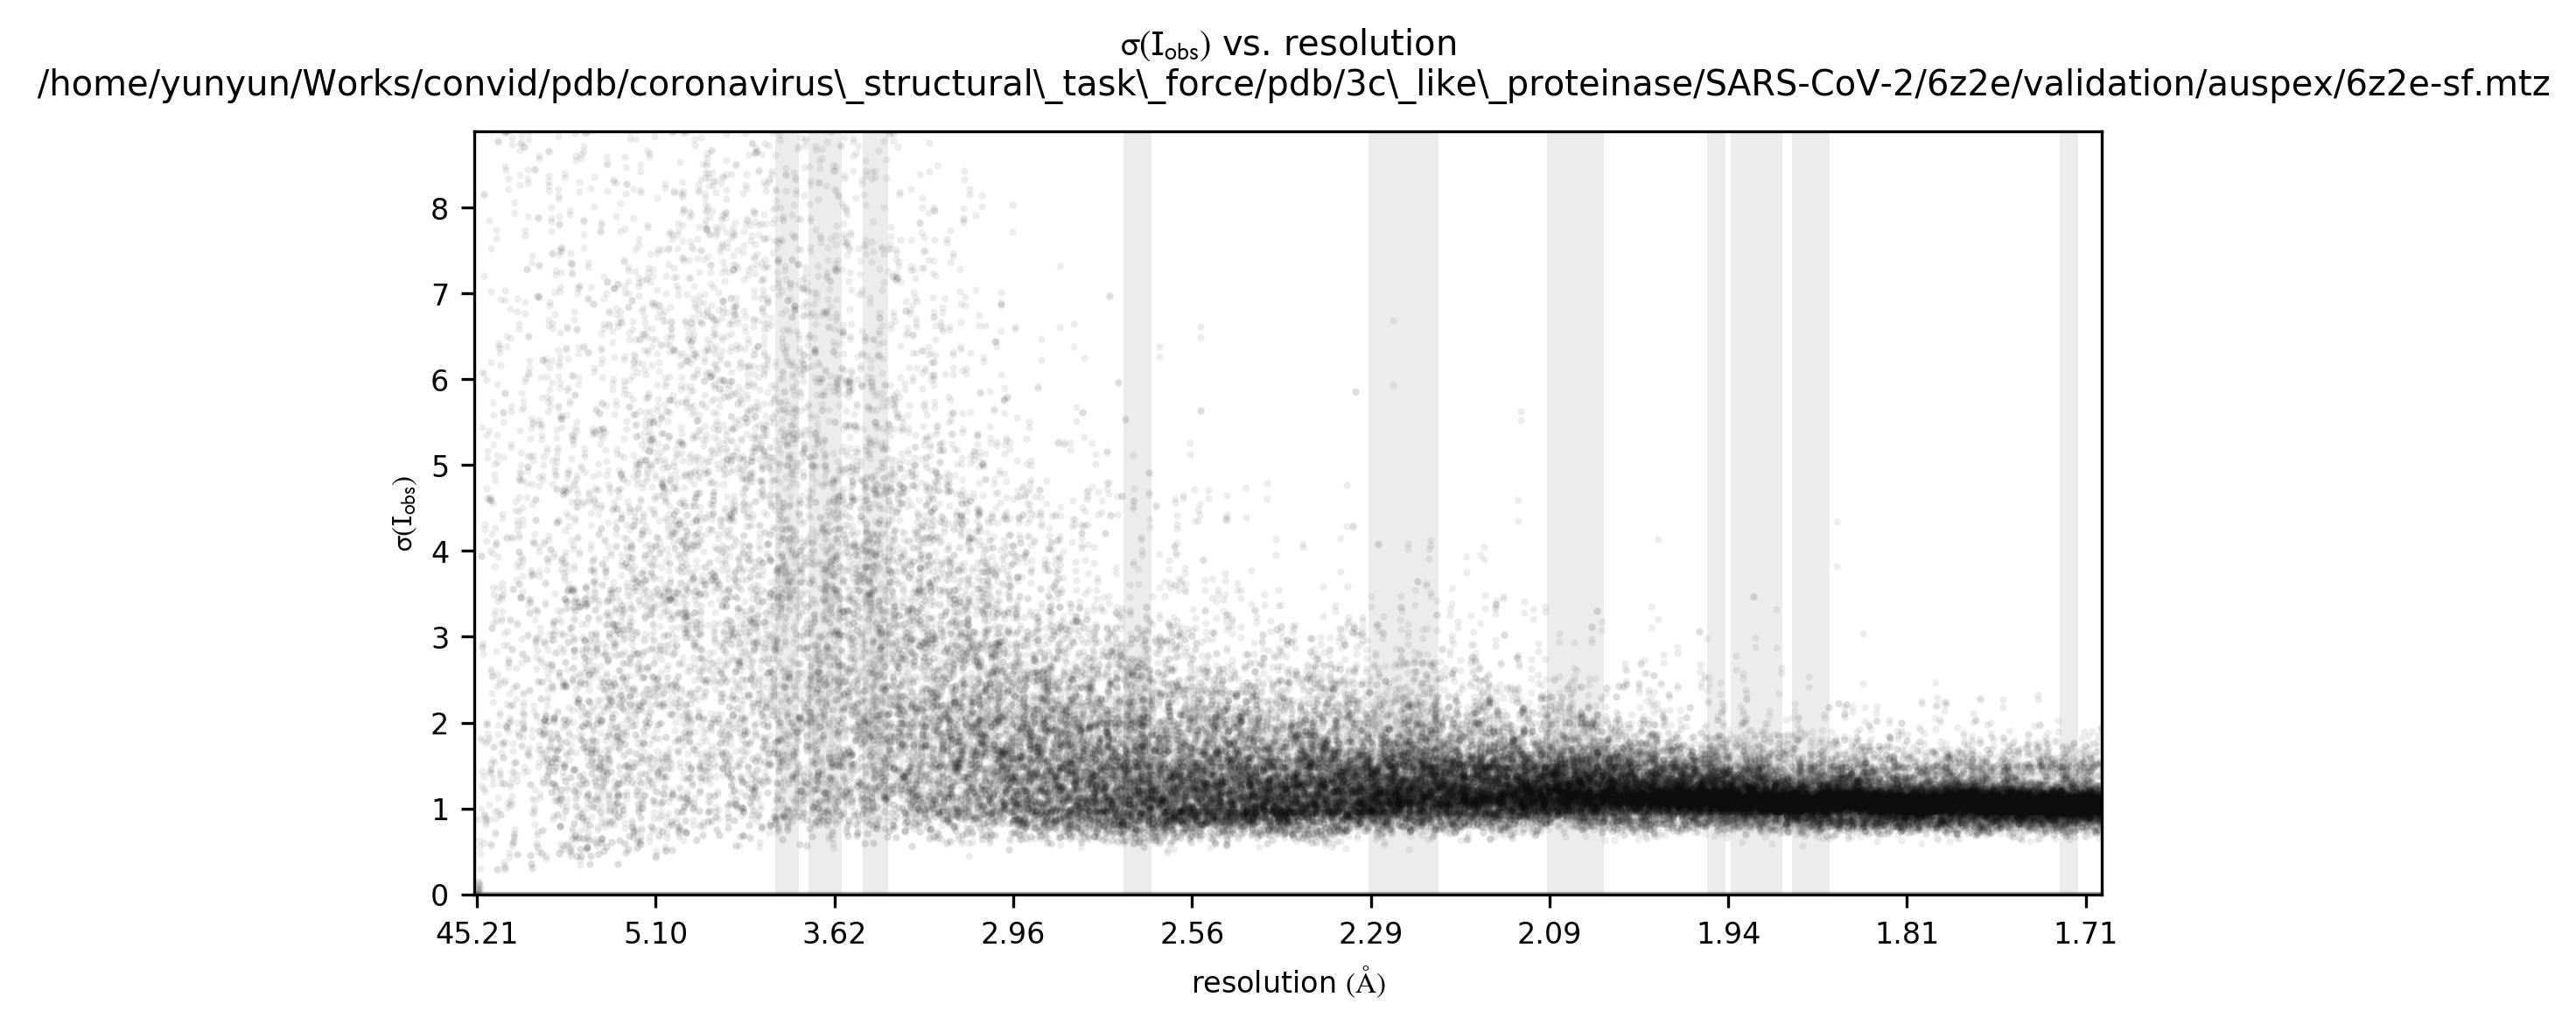 σ(I_obs) vs. resolution
/home/yunyun/Works/convid/pdb/coronavirus\_structural\_task\_force/pdb/3c\_like\_proteinase/SARS-CoV-2/6z2e/validation/auspex/6z2e-sf.mtz
σ(I_obs)
8
7
6
5
4
3
2
1
0
45.21 5.10 3.62 2.96 2.56 2.29 2.09 1.94 1.81 1.71
resolution (Å)